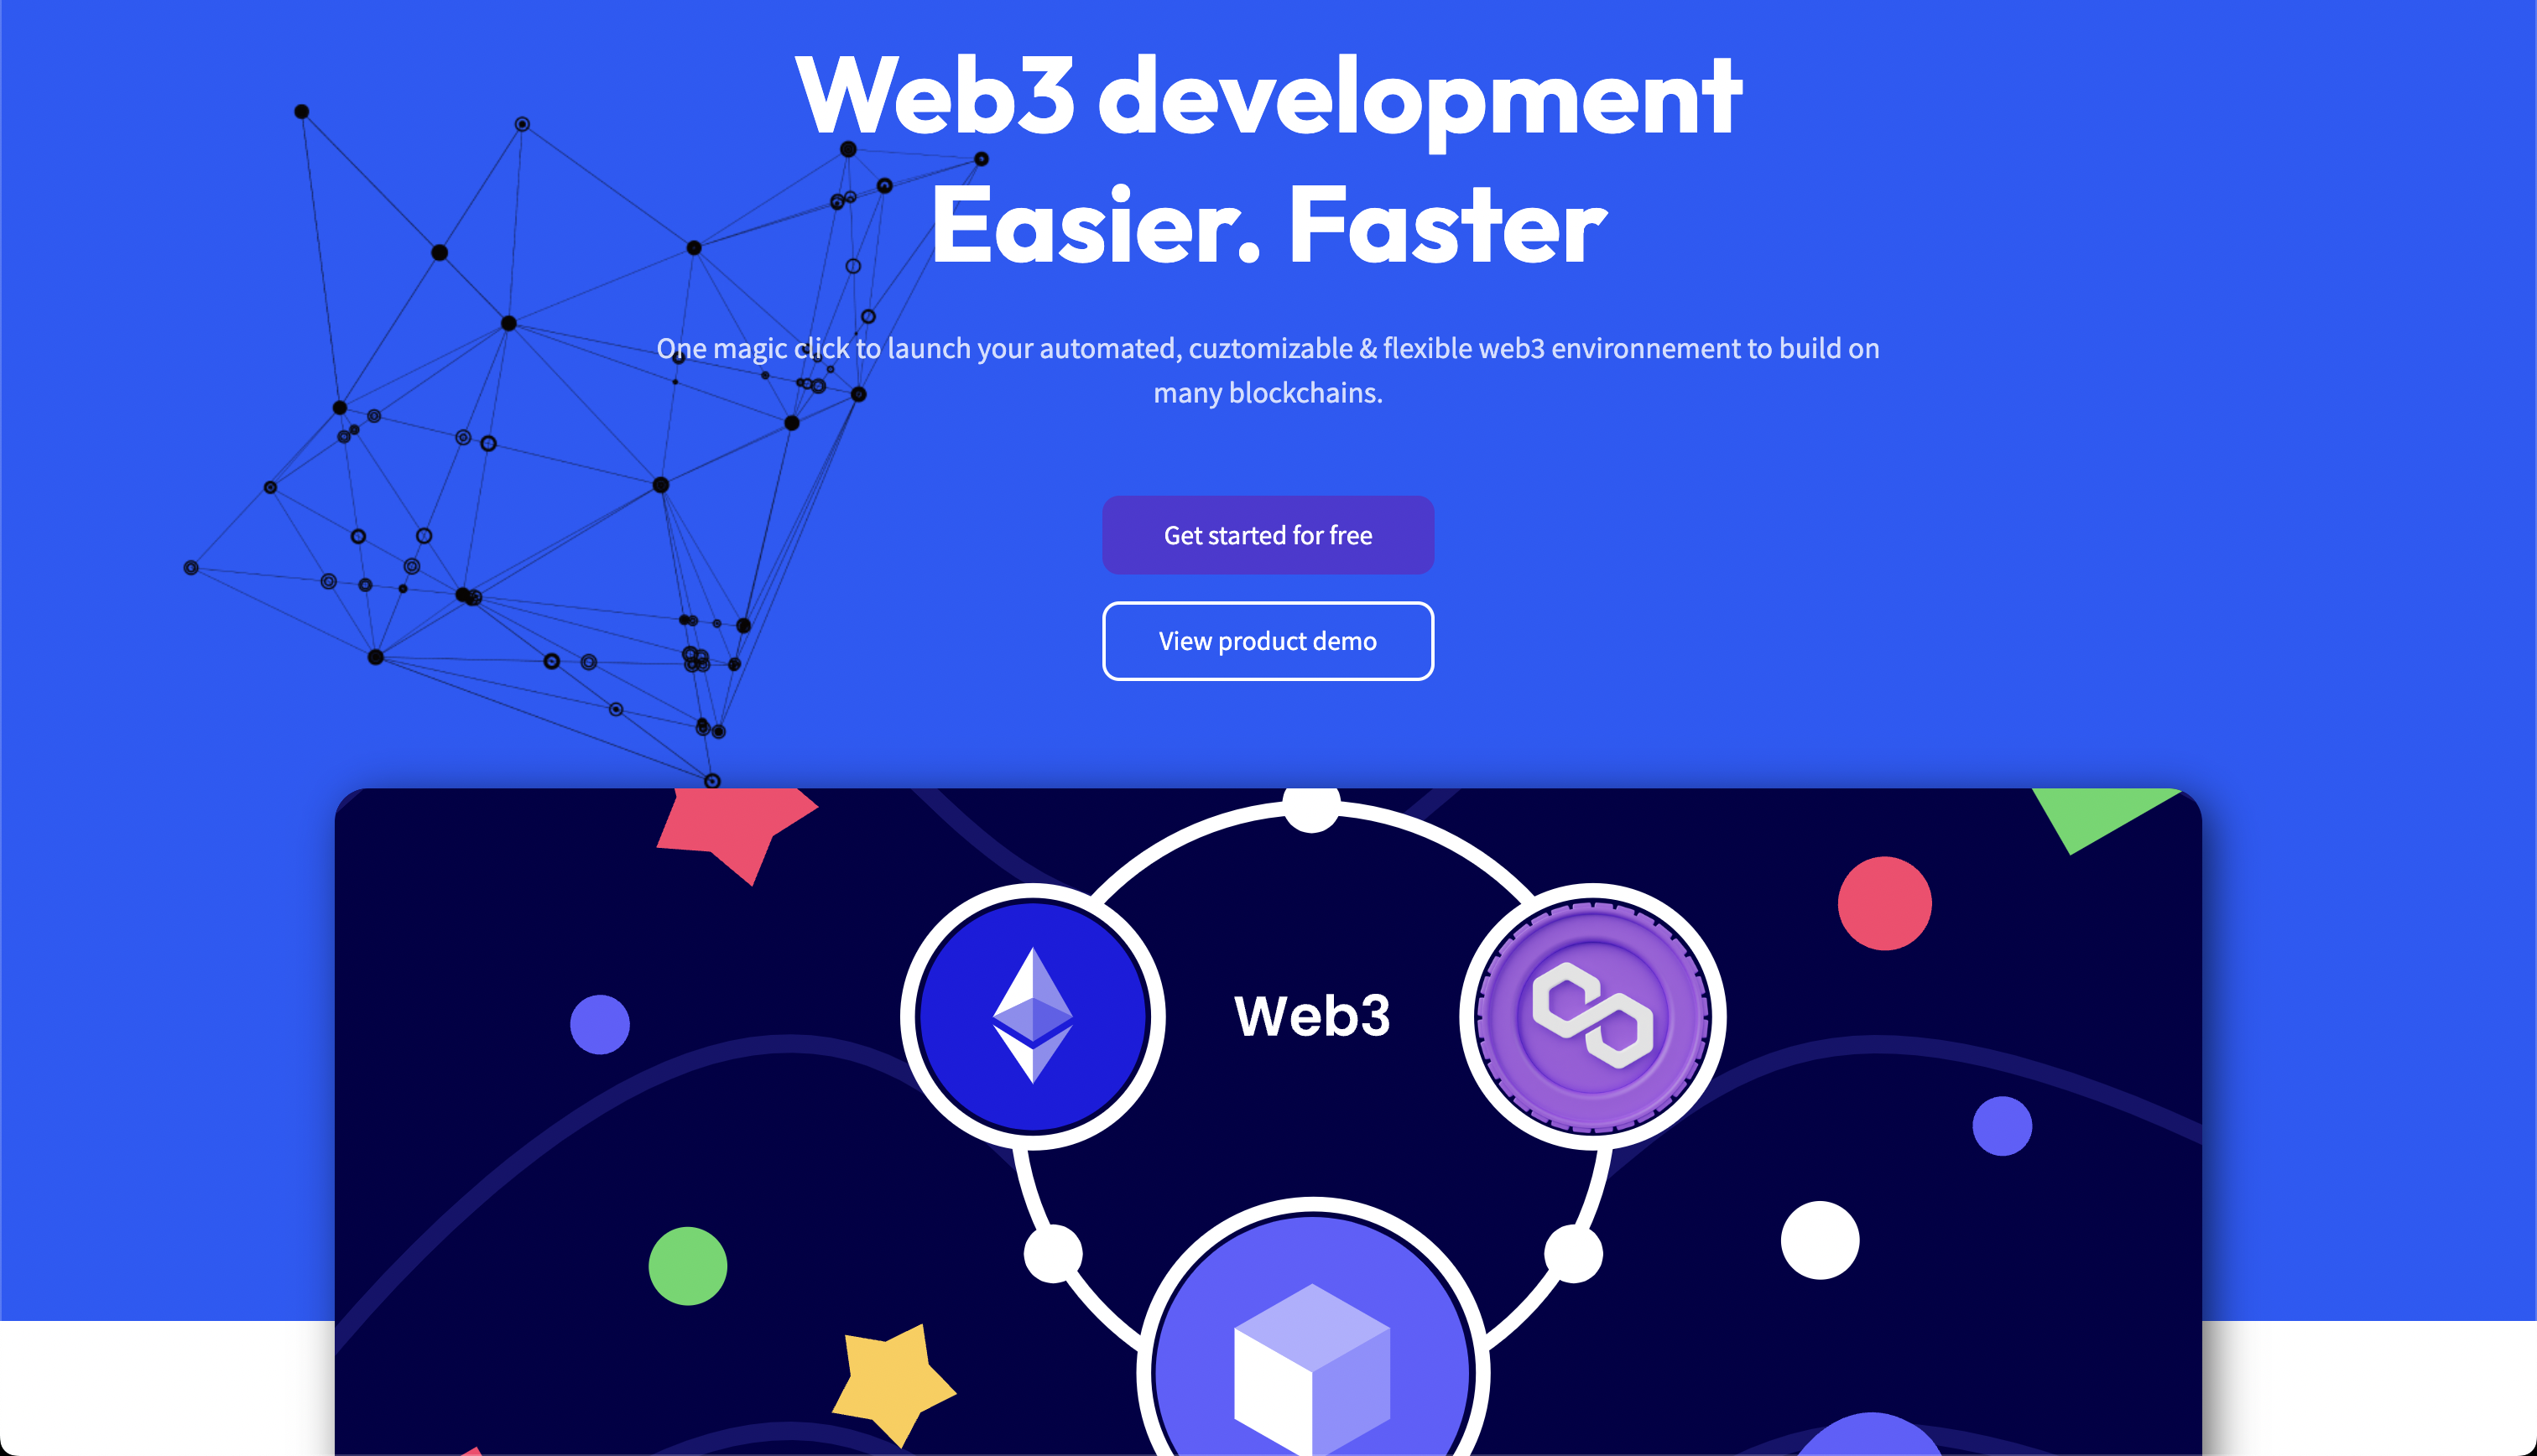 Web3 development
Easier. Faster
One magic click to launch your automated, cuztomizable & flexible web3 environnement to build on
many blockchains.
Get started for free
View product demo
Web3